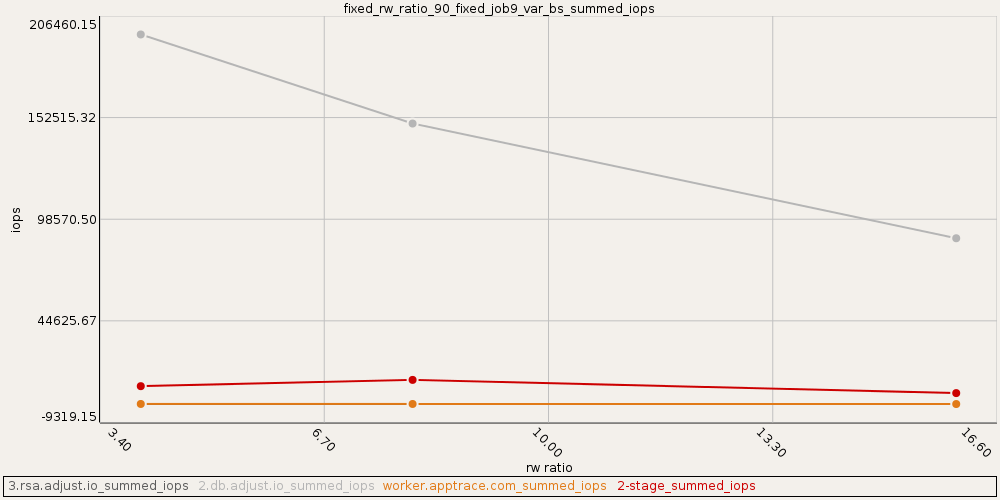 fixed_rw_ratio_90_fixed_job9_var_bs_summed_iops
206460.15
152515.32
98570.50
44625.67
-9319.15
iops
3.40 6.70 10.00 13.30 16.60
rw ratio
3.rsa.adjust.io_summed_iops 2.db.adjust.io_summed_iops worker.apptrace.com_summed_iops 2-stage_summed_iops